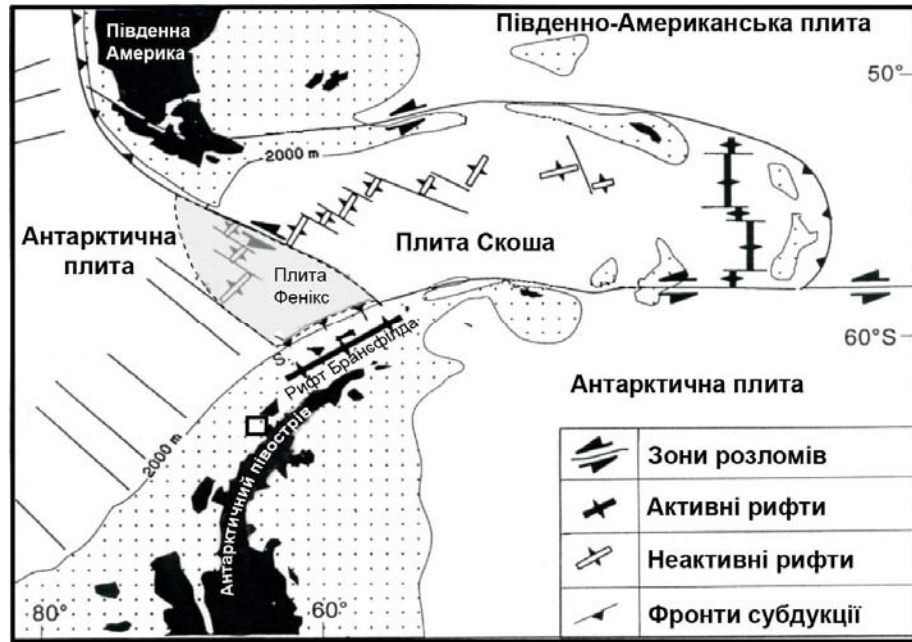 Південно-Американська плита
Південна
Америка
50°
2000 m
Антарктична
плита
Плита Скоша
Плита
Фенікс
60°S
S
Рифт Брансфілда
Антарктична плита
Антарктичний півострів
2000 m
Зони розломів
Активні рифти
Неактивні рифти
Фронти субдукції
80°
60°